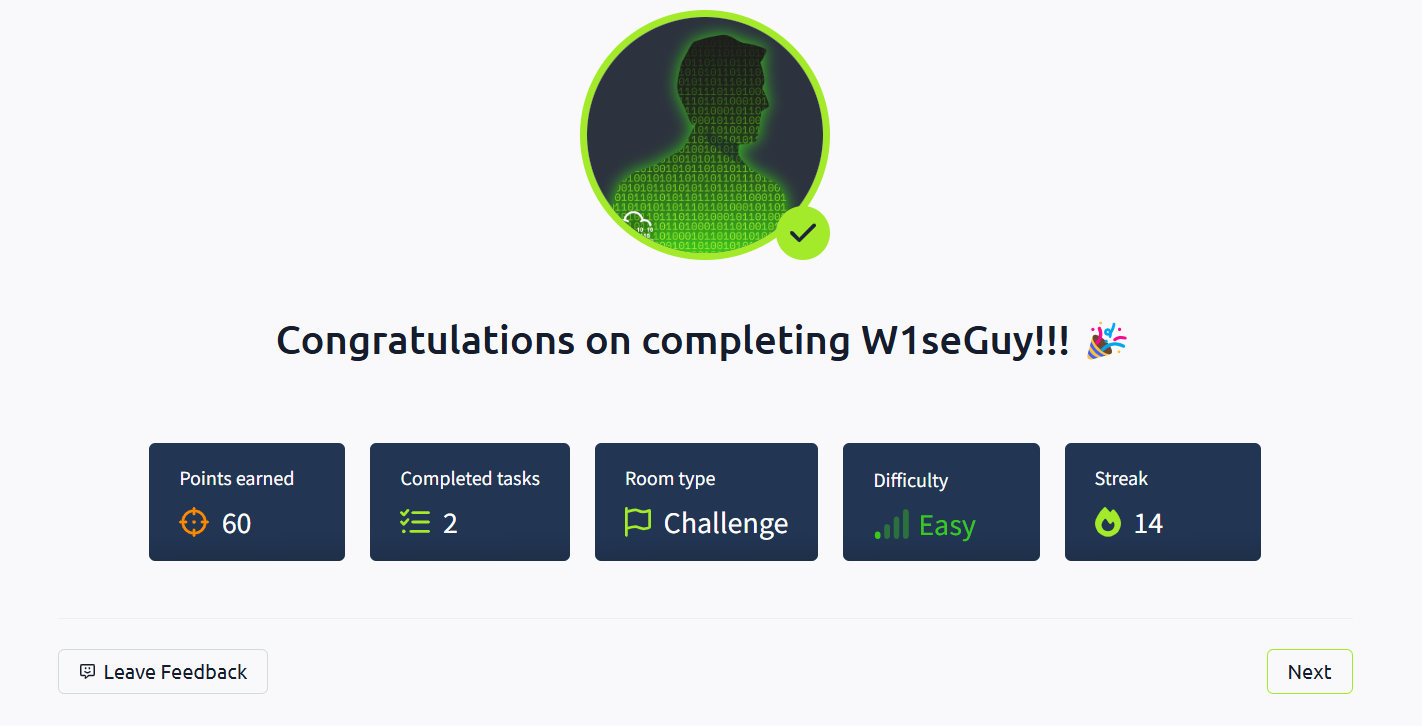 Congratulations on completing W1seGuy!!! 🎉
Points earned
60
Completed tasks
2
Room type
Challenge
Difficulty
Easy
Streak
14
Leave Feedback
Next